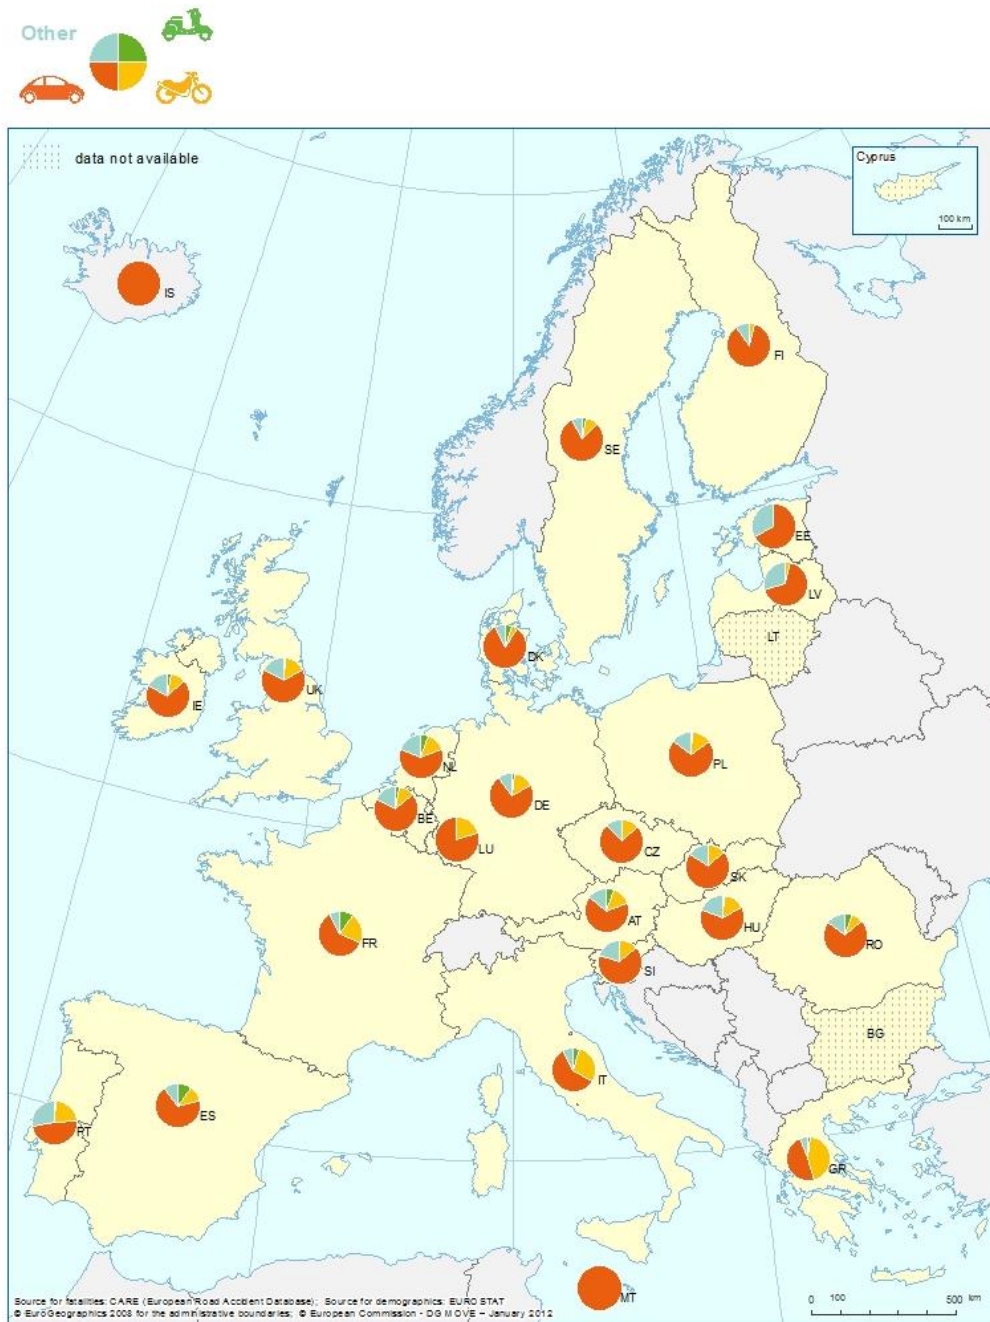 Other
data not available
Cyprus
100 km
IS
FI
SE
EE
LV
LT
DK
IE
UK
NL
PL
DE
BE
LU
CZ
SK
AT
HU
FR
SI
RO
BG
IT
ES
PT
GR
MT
Source for fatalities: CARE (European Road Accident Database); Source for demographics: EUROSTAT
© EuroGeographics 2008 for the administrative boundaries; © European Commission - DG MOVE – January 2012
0 100 500 km